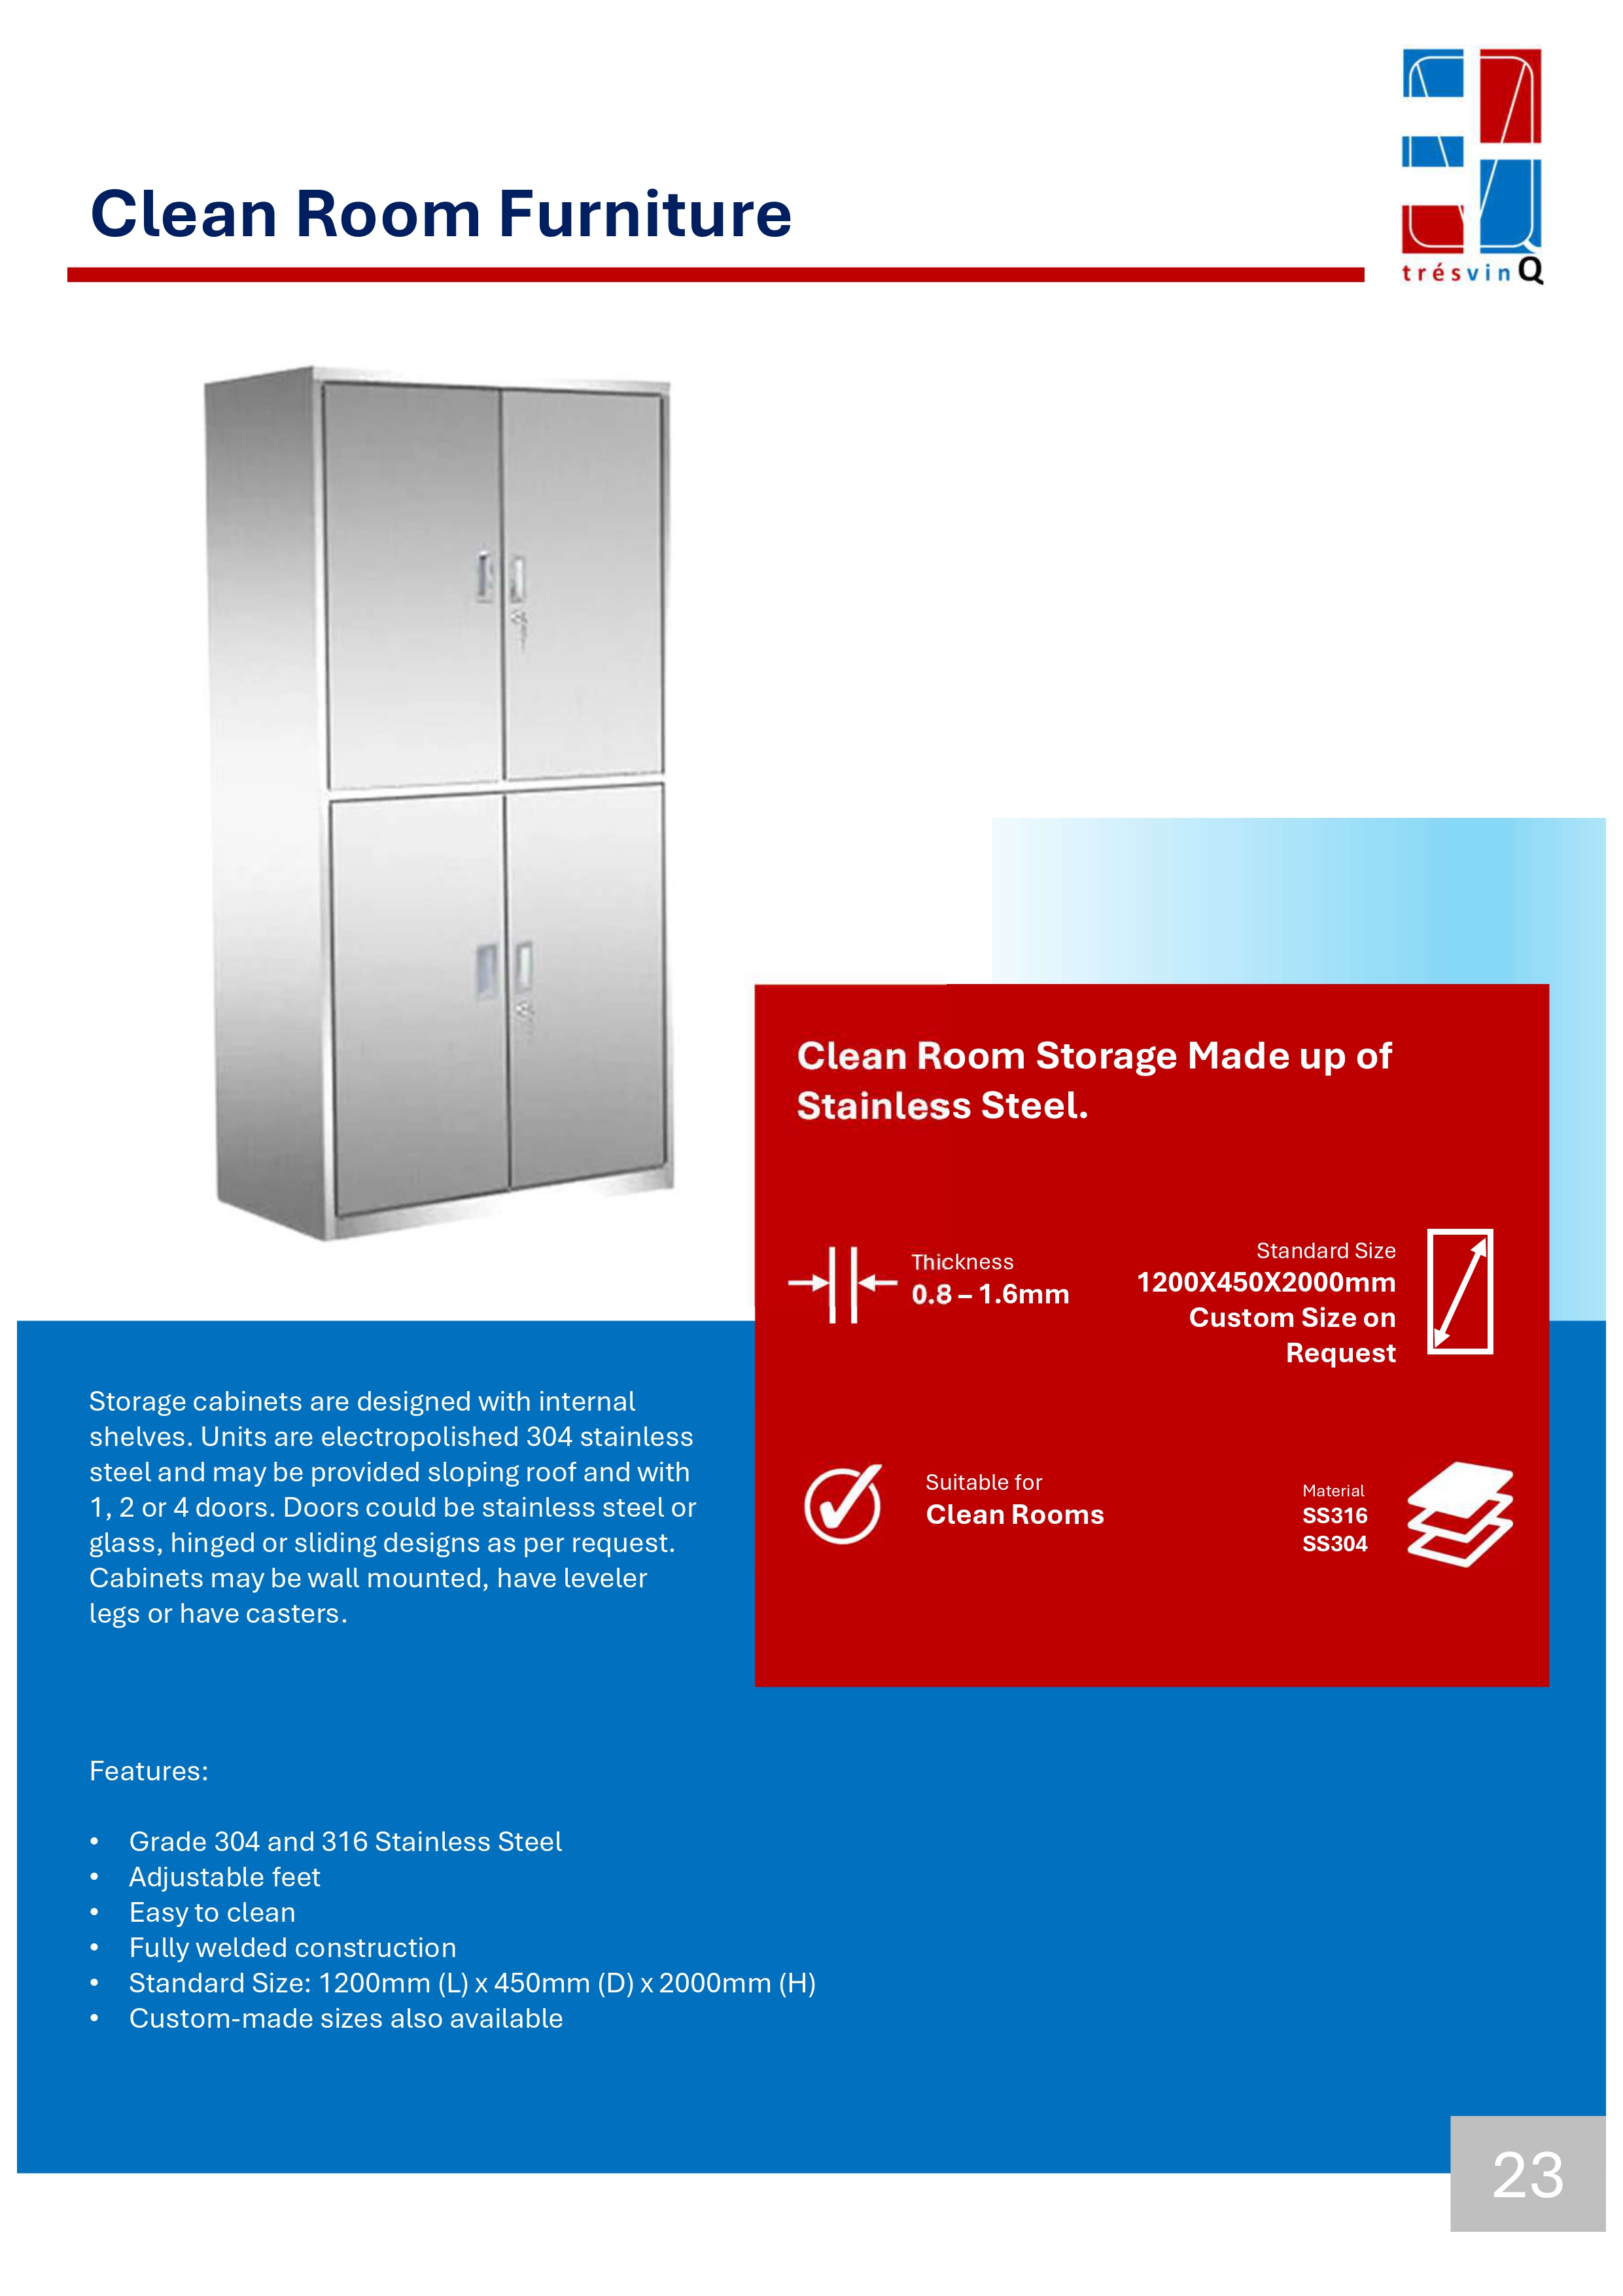 Clean Room Furniture
trésvinQ
Clean Room Storage Made up of
Stainless Steel.
Thickness
0.8 – 1.6mm
Standard Size
1200X450X2000mm
Custom Size on
Request
Suitable for
Clean Rooms
Material
SS316
SS304
Storage cabinets are designed with internal
shelves. Units are electropolished 304 stainless
steel and may be provided sloping roof and with
1, 2 or 4 doors. Doors could be stainless steel or
glass, hinged or sliding designs as per request.
Cabinets may be wall mounted, have leveler
legs or have casters.
Features:
• Grade 304 and 316 Stainless Steel
• Adjustable feet
• Easy to clean
• Fully welded construction
• Standard Size: 1200mm (L) x 450mm (D) x 2000mm (H)
• Custom-made sizes also available
23